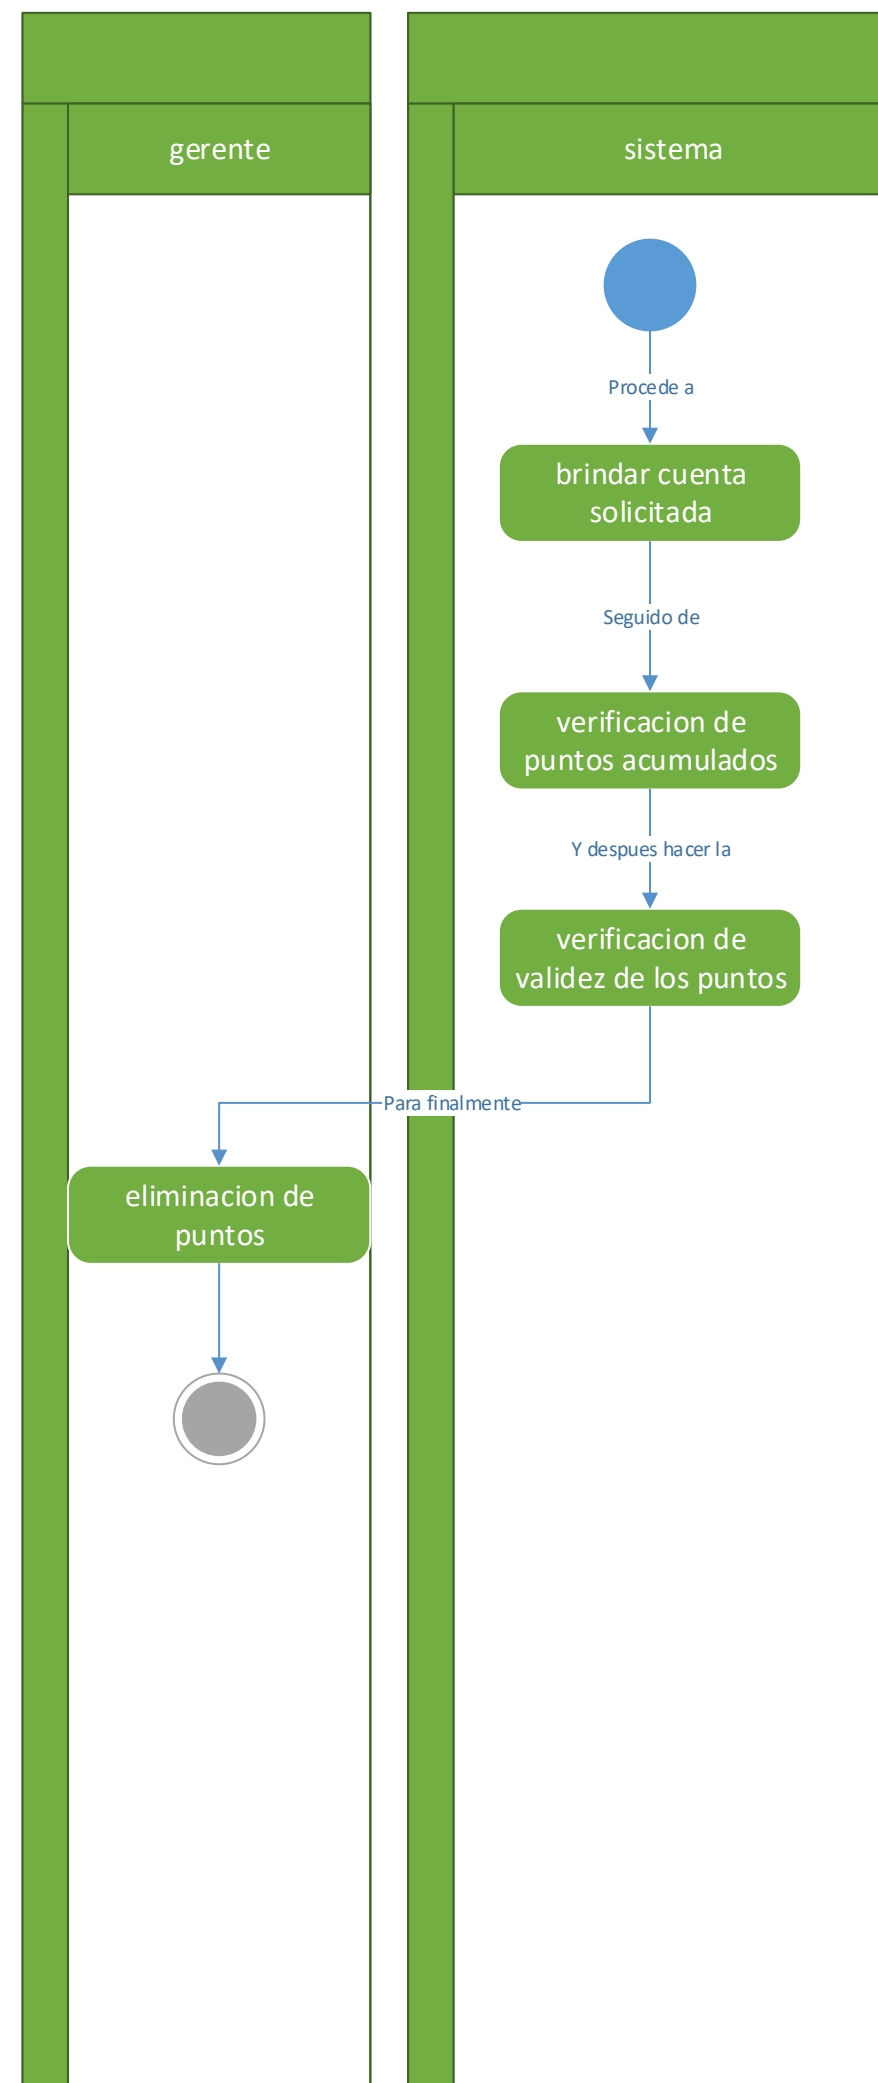 gerente
sistema
Procede a
brindar cuenta
solicitada
Seguido de
verificacion de
puntos acumulados
Y despues hacer la
verificacion de
validez de los puntos
Para finalmente
eliminacion de
puntos